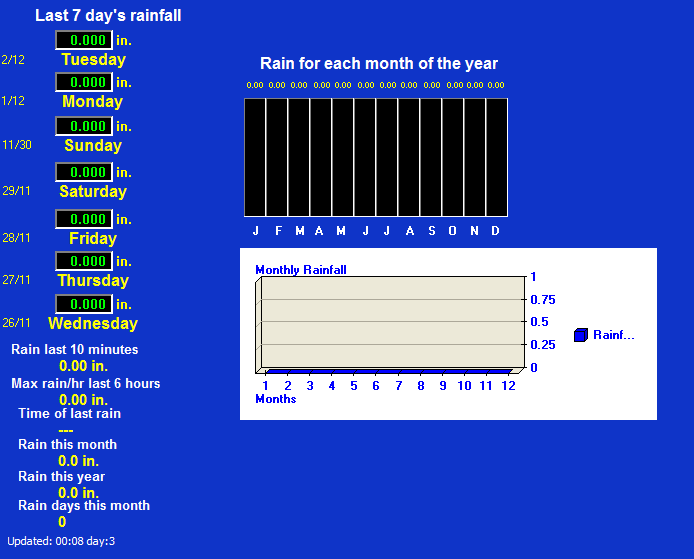 Last 7 day's rainfall
0.000 in.
2/12 Tuesday
0.000 in.
1/12 Monday
0.000 in.
11/30 Sunday
0.000 in.
29/11 Saturday
0.000 in.
28/11 Friday
0.000 in.
27/11 Thursday
0.000 in.
26/11 Wednesday
Rain last 10 minutes
0.00 in.
Max rain/hr last 6 hours
0.00 in.
Time of last rain
---
Rain this month
0.0 in.
Rain this year
0.0 in.
Rain days this month
0
Updated: 00:08 day:3
Rain for each month of the year
0.00 0.00 0.00 0.00 0.00 0.00 0.00 0.00 0.00 0.00 0.00 0.00
J F M A M J J A S O N D
Monthly Rainfall
1
0.75
0.5
0.25
0
Rainf...
1 2 3 4 5 6 7 8 9 10 11 12
Months